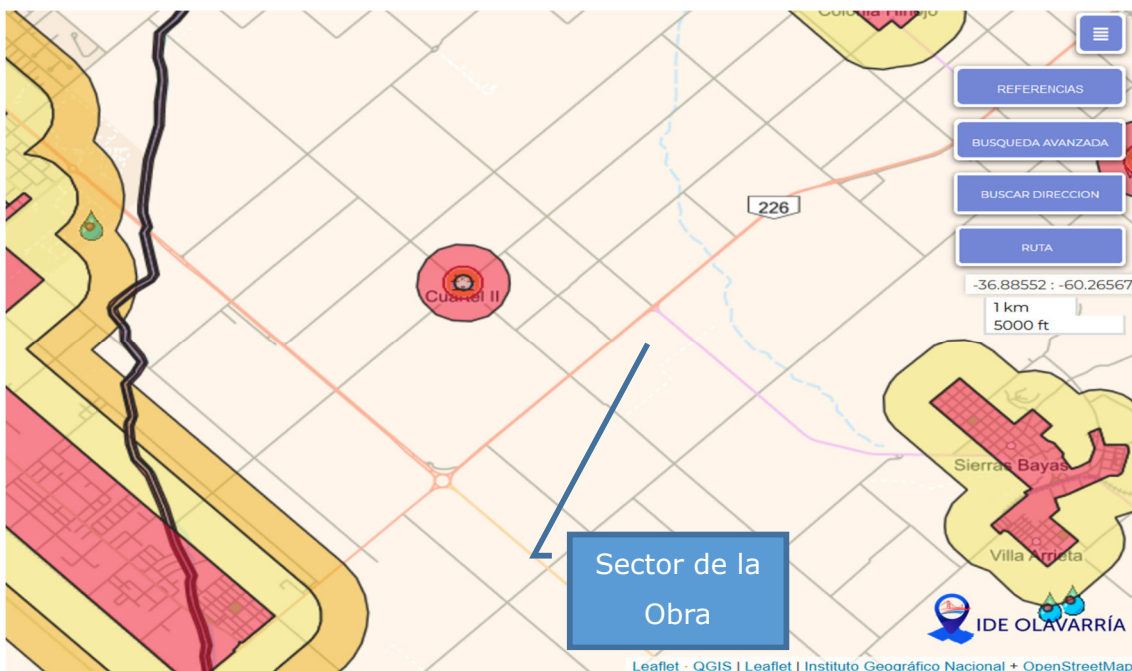 Colonia Hinojo
REFERENCIAS
BUSQUEDA AVANZADA
BUSCAR DIRECCION
226
RUTA
-36.88552 : -60.26567
Cuartel II
1 km
5000 ft
Sierras Bayas
Villa Arrieta
Sector de la
Obra
IDE OLAVARRÍA
Leaflet · QGIS | Leaflet | Instituto Geográfico Nacional + OpenStreetMap